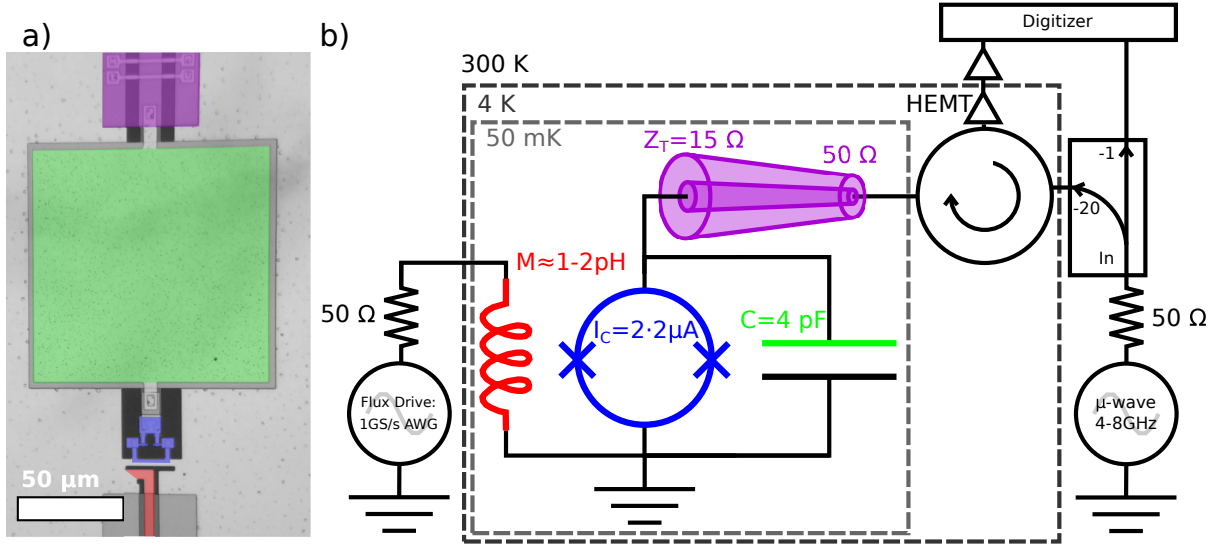 a)
50 μm
b)
Digitizer
300 K
4 K
50 mK
HEMT
Z_T=15 Ω
50 Ω
-1
-20
In
M≈1-2pH
50 Ω
I_C=2·2μA
C=4 pF
50 Ω
Flux Drive:
1GS/s AWG
μ-wave
4-8GHz